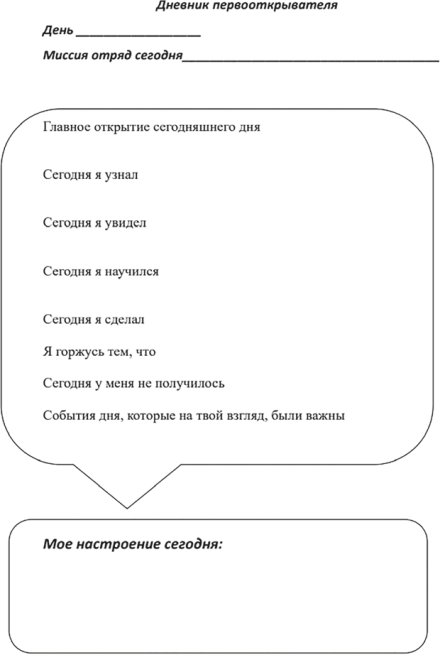 Дневник первооткрывателя
День ___________________
Миссия отряд сегодня________________________________
Главное открытие сегодняшнего дня
Сегодня я узнал
Сегодня я увидел
Сегодня я научился
Сегодня я сделал
Я горжусь тем, что
Сегодня у меня не получилось
События дня, которые на твой взгляд, были важны
Мое настроение сегодня: